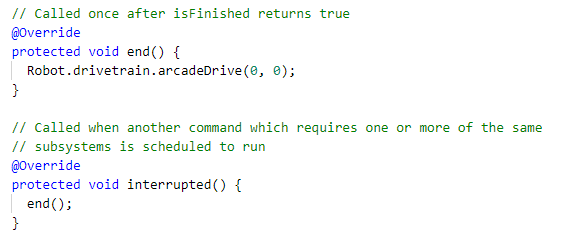 // Called once after isFinished returns true
@Override
protected void end() {
  Robot.drivetrain.arcadeDrive(0, 0);
}

// Called when another command which requires one or more of the same
// subsystems is scheduled to run
@Override
protected void interrupted() {
  end();
}